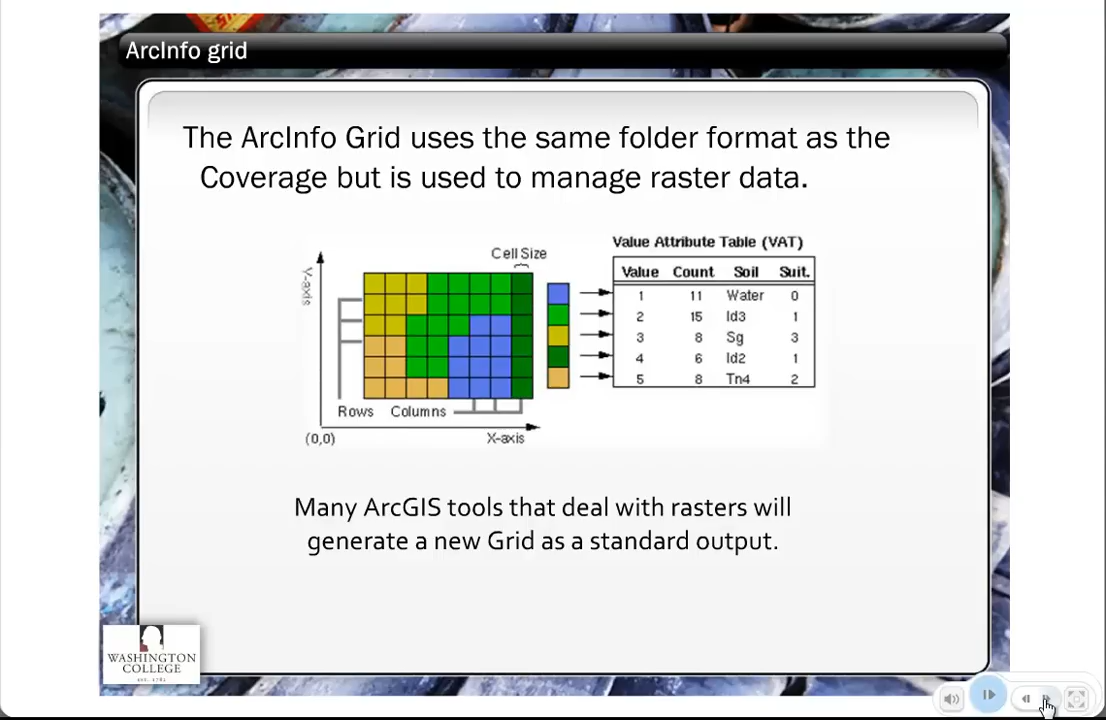 ArcInfo grid
The ArcInfo Grid uses the same folder format as the
Coverage but is used to manage raster data.
Value Attribute Table (VAT)
Cell Size
Y-axis
Value Count Soil Suit.
1 11 Water 0
2 15 Id3 1
3 8 Sg 3
4 6 Id2 1
5 8 Tn4 2
Rows Columns
(0,0) X-axis
Many ArcGIS tools that deal with rasters will
generate a new Grid as a standard output.
WASHINGTON
COLLEGE
EST. 1782